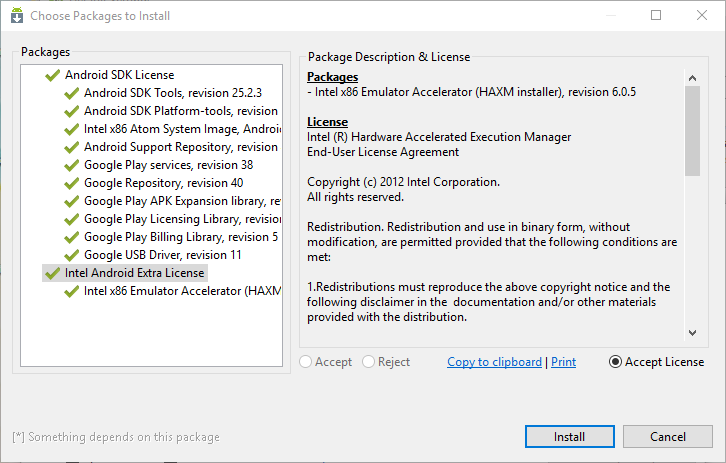 Choose Packages to Install
Packages
Android SDK License
Android SDK Tools, revision 25.2.3
Android SDK Platform-tools, revision
Intel x86 Atom System Image, Androi
Android Support Repository, revision
Google Play services, revision 38
Google Repository, revision 40
Google Play APK Expansion library, re
Google Play Licensing Library, revision
Google Play Billing Library, revision 5
Google USB Driver, revision 11
Intel Android Extra License
Intel x86 Emulator Accelerator (HAXM
Package Description & License
Packages
- Intel x86 Emulator Accelerator (HAXM installer), revision 6.0.5
License
Intel (R) Hardware Accelerated Execution Manager
End-User License Agreement
Copyright (c) 2012 Intel Corporation.
All rights reserved.
Redistribution. Redistribution and use in binary form, without
modification, are permitted provided that the following conditions are
met:
1.Redistributions must reproduce the above copyright notice and the
following disclaimer in the documentation and/or other materials
provided with the distribution.
Accept Reject Copy to clipboard | Print Accept License
[*] Something depends on this package
Install Cancel